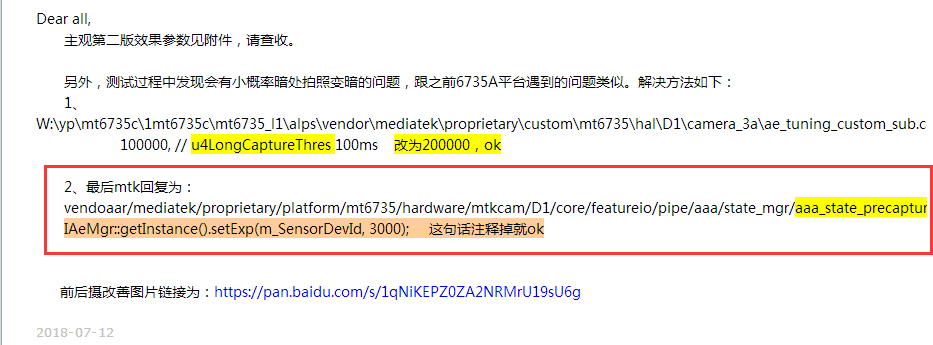 Dear all,
主观第二版效果参数见附件，请查收。
另外，测试过程中发现会有小概率暗处拍照变暗的问题，跟之前6735A平台遇到的问题类似。解决方法如下：
1、
W:\yp\mt6735c\1mt6735c\mt6735_l1\alps\vendor\mediatek\proprietary\custom\mt6735\hal\D1\camera_3a\ae_tuning_custom_sub.c
100000, // u4LongCaptureThres 100ms 改为200000，ok
2、最后mtk回复为：
vendoaar/mediatek/proprietary/platform/mt6735/hardware/mtkcam/D1/core/featureio/pipe/aaa/state_mgr/aaa_state_precaptur
IAeMgr::getInstance().setExp(m_SensorDevId, 3000); 这句话注释掉就ok
前后摄改善图片链接为：https://pan.baidu.com/s/1qNiKEPZ0ZA2NRMrU19sU6g
2018-07-12